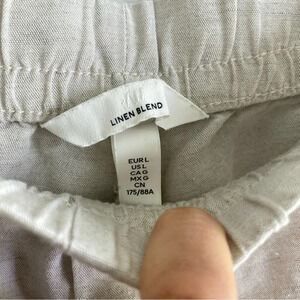 LINEN BLEND
EUR L
US L
CA G
MX G
CN
175/88A